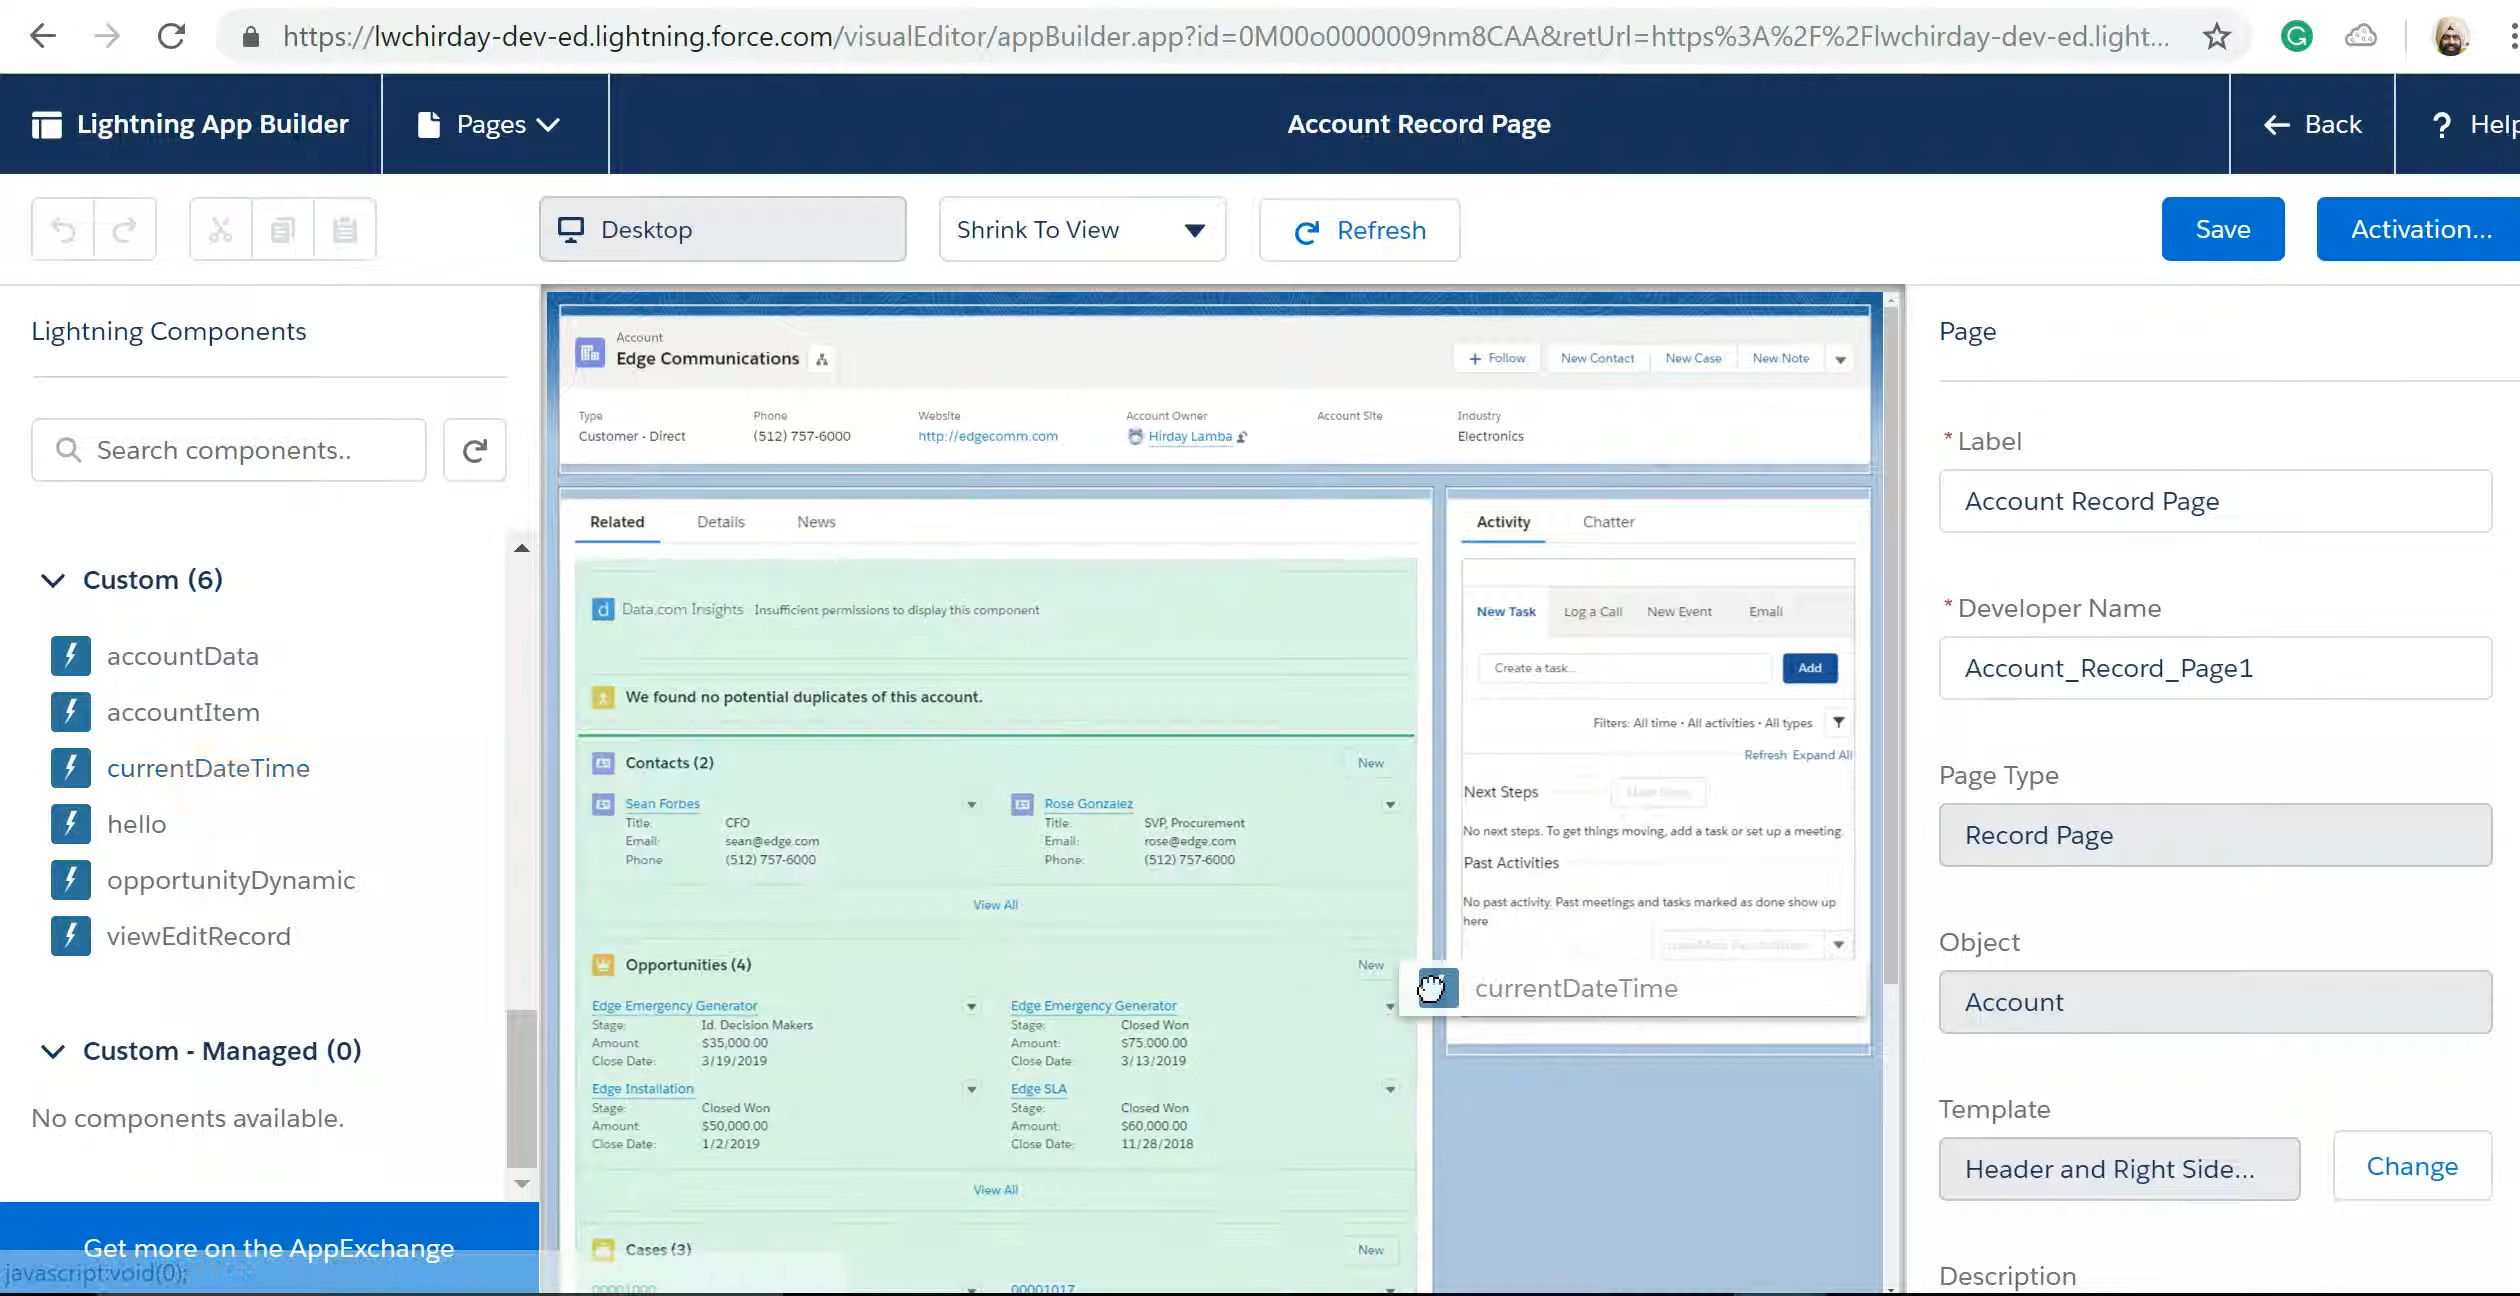 https://lwchirday-dev-ed.lightning.force.com/visualEditor/appBuilder.app?id=0M00o0000009nm8CAA&retUrl=https%3A%2F%2Flwchirday-dev-ed.light...
Lightning App Builder
Pages
Account Record Page
Back
? Help
Desktop
Shrink To View
Refresh
Save
Activation...
Lightning Components
Search components..
Custom (6)
accountData
accountItem
currentDateTime
hello
opportunityDynamic
viewEditRecord
Custom - Managed (0)
No components available.
Get more on the AppExchange
javascript:void(0);
Account
Edge Communications
+ Follow
New Contact
New Case
New Note
Type
Customer - Direct
Phone
(512) 757-6000
Website
http://edgecomm.com
Account Owner
Hirday Lamba
Account Site
Industry
Electronics
Related
Details
News
Data.com Insights Insufficient permissions to display this component
We found no potential duplicates of this account.
Contacts (2)
New
Sean Forbes
Title: CFO
Email: sean@edge.com
Phone (512) 757-6000
Rose Gonzalez
Title: SVP, Procurement
Email: rose@edge.com
Phone: (512) 757-6000
View All
Opportunities (4)
New
Edge Emergency Generator
Stage: Id. Decision Makers
Amount $35,000.00
Close Date: 3/19/2019
Edge Emergency Generator
Stage: Closed Won
Amount: $75,000.00
Close Date 3/13/2019
Edge Installation
Stage: Closed Won
Amount $50,000.00
Close Date: 1/2/2019
Edge SLA
Stage: Closed Won
Amount: $60,000.00
Close Date: 11/28/2018
View All
Cases (3)
New
00001000
00001017
Activity
Chatter
New Task
Log a Call
New Event
Email
Create a task...
Add
Filters: All time • All activities • All types
Refresh Expand All
Next Steps
No next steps. To get things moving, add a task or set up a meeting.
Past Activities
No past activity. Past meetings and tasks marked as done show up
here
currentDateTime
Page
* Label
Account Record Page
* Developer Name
Account_Record_Page1
Page Type
Record Page
Object
Account
Template
Header and Right Side...
Change
Description